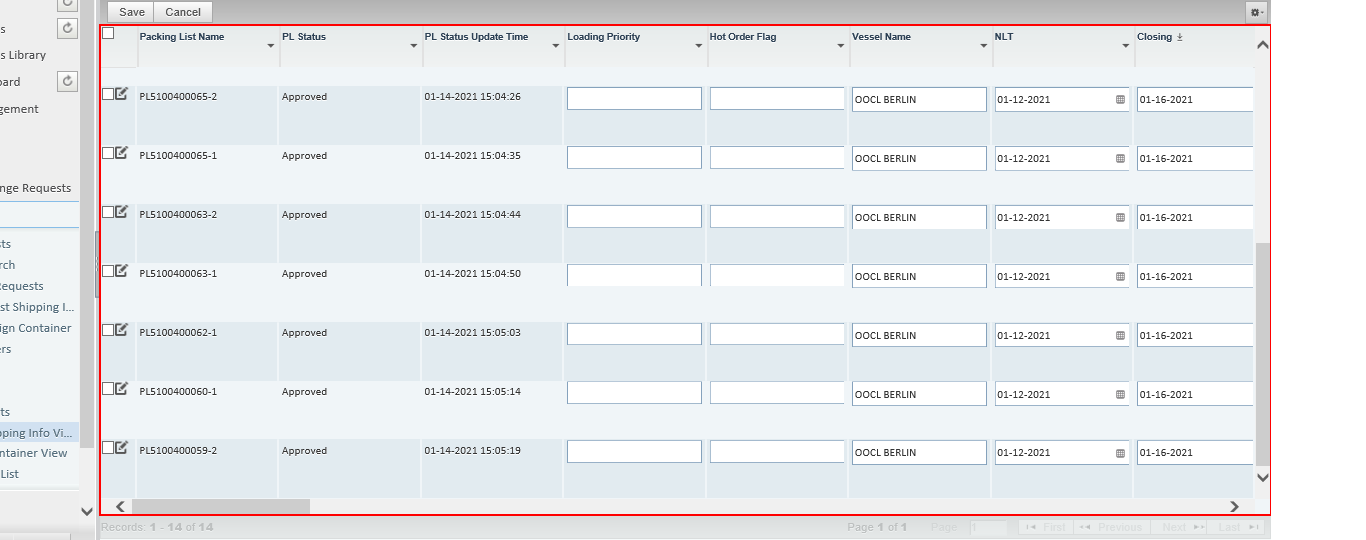 Save Cancel
Packing List Name PL Status PL Status Update Time Loading Priority Hot Order Flag Vessel Name NLT Closing
s
s Library
oard
gement
nge Requests
sts
rch
Requests
st Shipping I...
ign Container
ers
ts
pping Info Vi...
ntainer View
List
PL5100400065-2 Approved 01-14-2021 15:04:26 OOCL BERLIN 01-12-2021 01-16-2021
PL5100400065-1 Approved 01-14-2021 15:04:35 OOCL BERLIN 01-12-2021 01-16-2021
PL5100400063-2 Approved 01-14-2021 15:04:44 OOCL BERLIN 01-12-2021 01-16-2021
PL5100400063-1 Approved 01-14-2021 15:04:50 OOCL BERLIN 01-12-2021 01-16-2021
PL5100400062-1 Approved 01-14-2021 15:05:03 OOCL BERLIN 01-12-2021 01-16-2021
PL5100400060-1 Approved 01-14-2021 15:05:14 OOCL BERLIN 01-12-2021 01-16-2021
PL5100400059-2 Approved 01-14-2021 15:05:19 OOCL BERLIN 01-12-2021 01-16-2021
Records: 1 - 14 of 14 Page 1 of 1 Page 1 First Previous Next Last